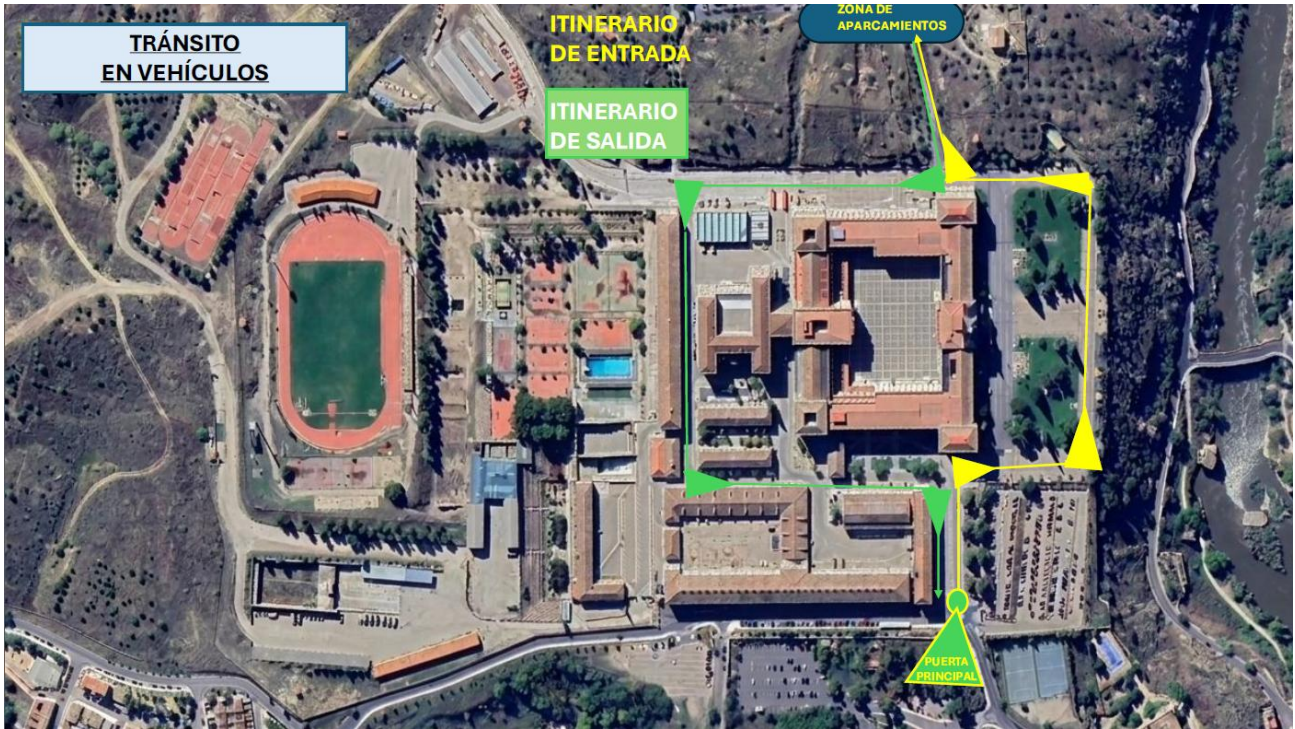 TRÁNSITO
EN VEHÍCULOS
ITINERARIO
DE ENTRADA
ITINERARIO
DE SALIDA
ZONA DE
APARCAMIENTOS
PUERTA
PRINCIPAL